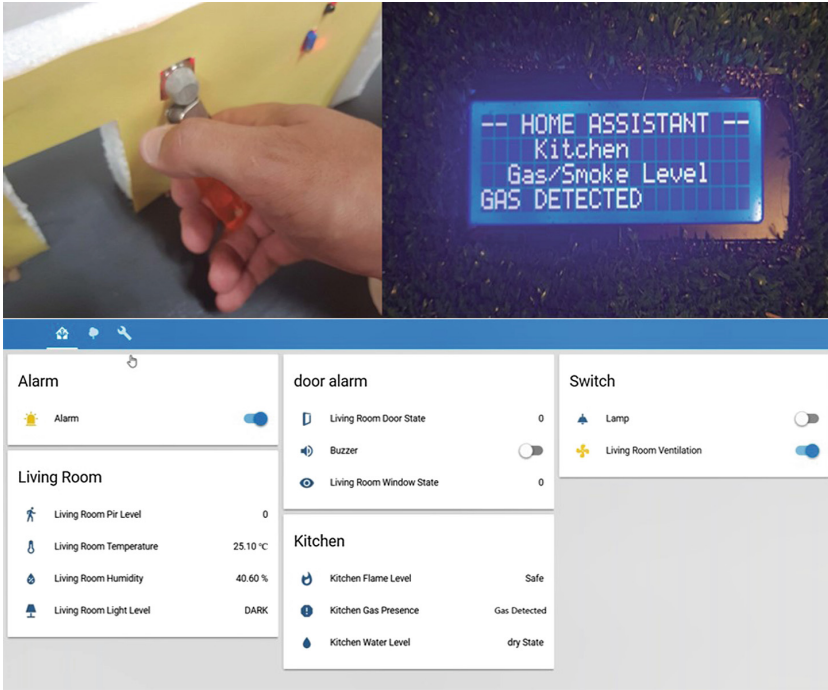 -- HOME ASSISTANT --
Kitchen
Gas/Smoke Level
GAS DETECTED
Alarm
Alarm
Living Room
Living Room Pir Level 0
Living Room Temperature 25.10 °C
Living Room Humidity 40.60 %
Living Room Light Level DARK
door alarm
Living Room Door State 0
Buzzer
Living Room Window State 0
Kitchen
Kitchen Flame Level Safe
Kitchen Gas Presence Gas Detected
Kitchen Water Level dry State
Switch
Lamp
Living Room Ventilation